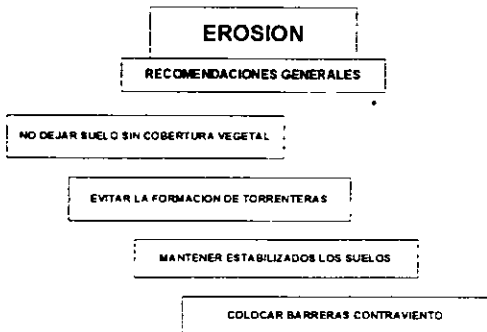 EROSION
RECOMENDACIONES GENERALES
NO DEJAR SUELO SIN COBERTURA VEGETAL
EVITAR LA FORMACION DE TORRENTERAS
MANTENER ESTABILIZADOS LOS SUELOS
COLOCAR BARRERAS CONTRAVIENTO